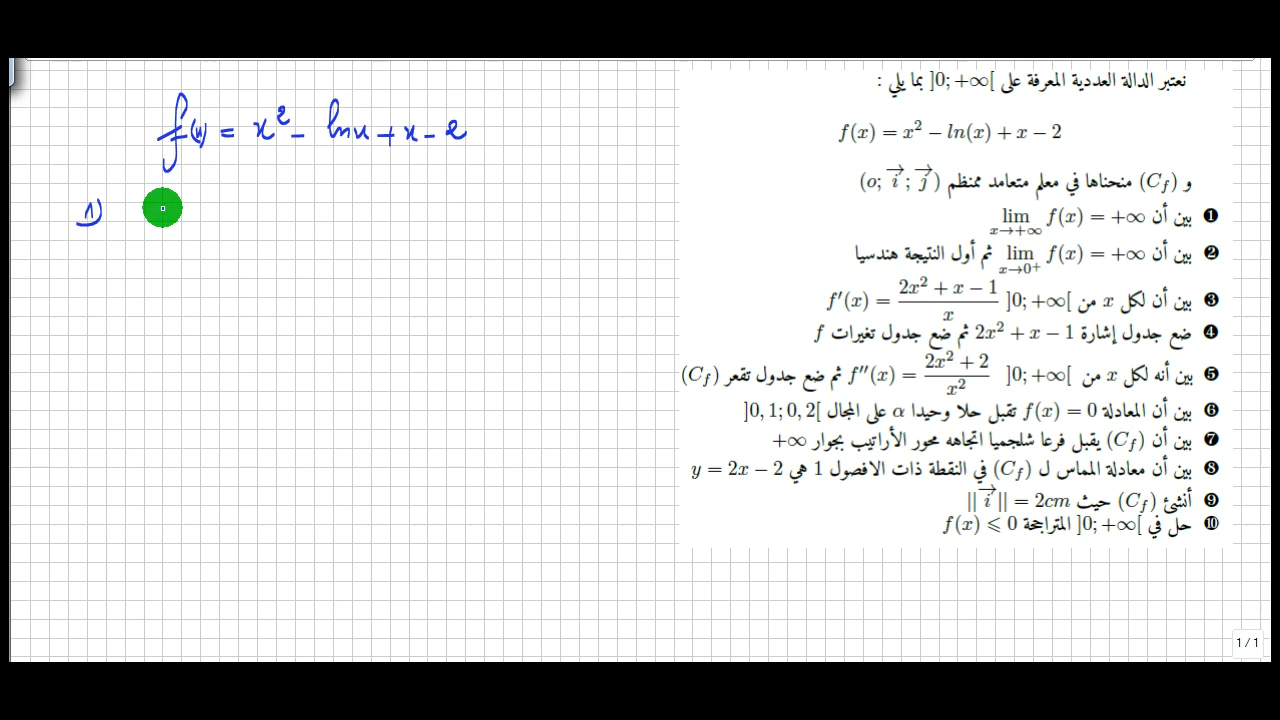 f(x) = x² - lnx + x - 2
1)
نعتبر الدالة العددية المعرفة على ]0; +∞[ بما يلي :
f(x) = x² − ln(x) + x − 2
و (C_f) منحناها في معلم متعامد ممنظم (o; i⃗; j⃗)
❶ بين أن lim_{x→+∞} f(x) = +∞
❷ بين أن lim_{x→0⁺} f(x) = +∞ ثم أول النتيجة هندسيا
❸ بين أن لكل x من ]0; +∞[ f′(x) = (2x² + x − 1)/x
❹ ضع جدول إشارة 2x² + x − 1 ثم ضع جدول تغيرات f
❺ بين أنه لكل x من ]0; +∞[ f″(x) = (2x² + 2)/x² ثم ضع جدول تقعر (C_f)
❻ بين أن المعادلة f(x) = 0 تقبل حلا وحيدا α على المجال ]0, 1; 0, 2[
❼ بين أن (C_f) يقبل فرعا شلجميا اتجاهه محور الأراتيب بجوار +∞
❽ بين أن معادلة المماس ل (C_f) في النقطة ذات الافصول 1 هي y = 2x − 2
❾ أنشئ (C_f) حيث ||i⃗|| = 2cm
❿ حل في ]0; +∞[ المتراجحة f(x) ⩽ 0
1 / 1